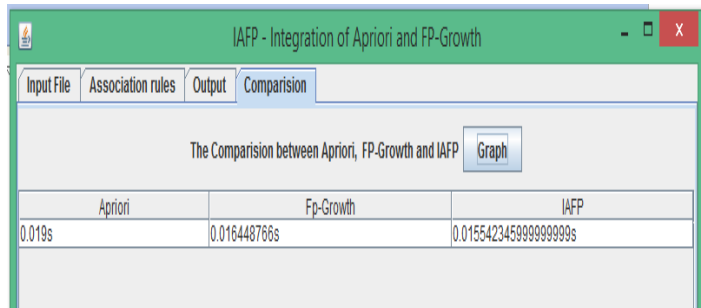 IAFP - Integration of Apriori and FP-Growth
X
Input File Association rules Output Comparision
The Comparision between Apriori, FP-Growth and IAFP Graph
Apriori Fp-Growth IAFP
0.019s 0.016448766s 0.015542345999999999s